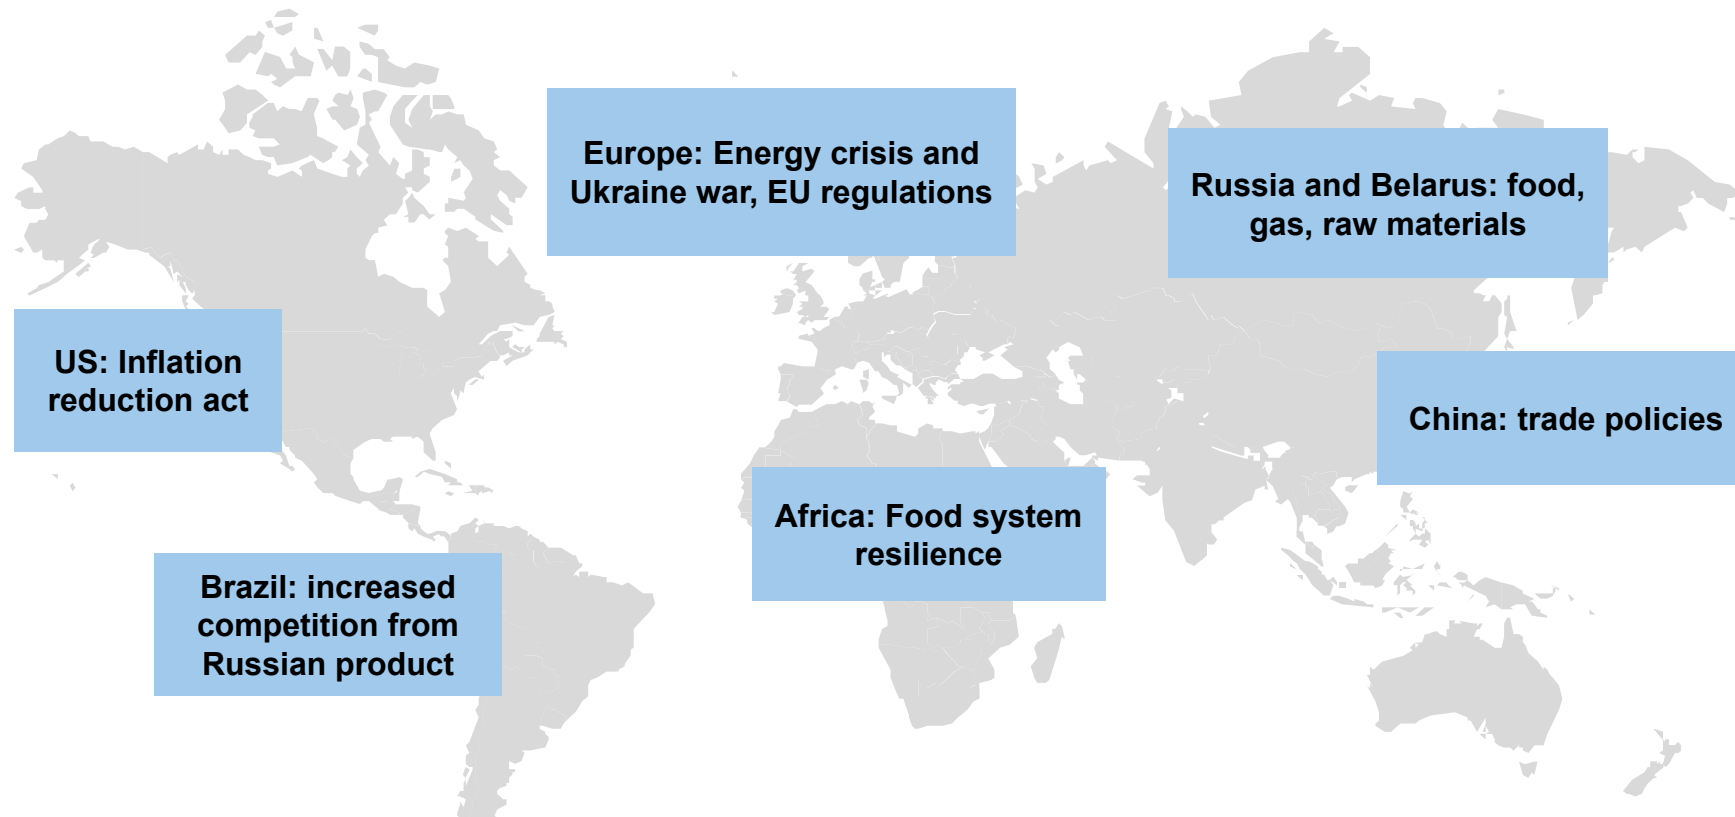 Europe: Energy crisis and
Ukraine war, EU regulations
Russia and Belarus: food,
gas, raw materials
US: Inflation
reduction act
China: trade policies
Africa: Food system
resilience
Brazil: increased
competition from
Russian product